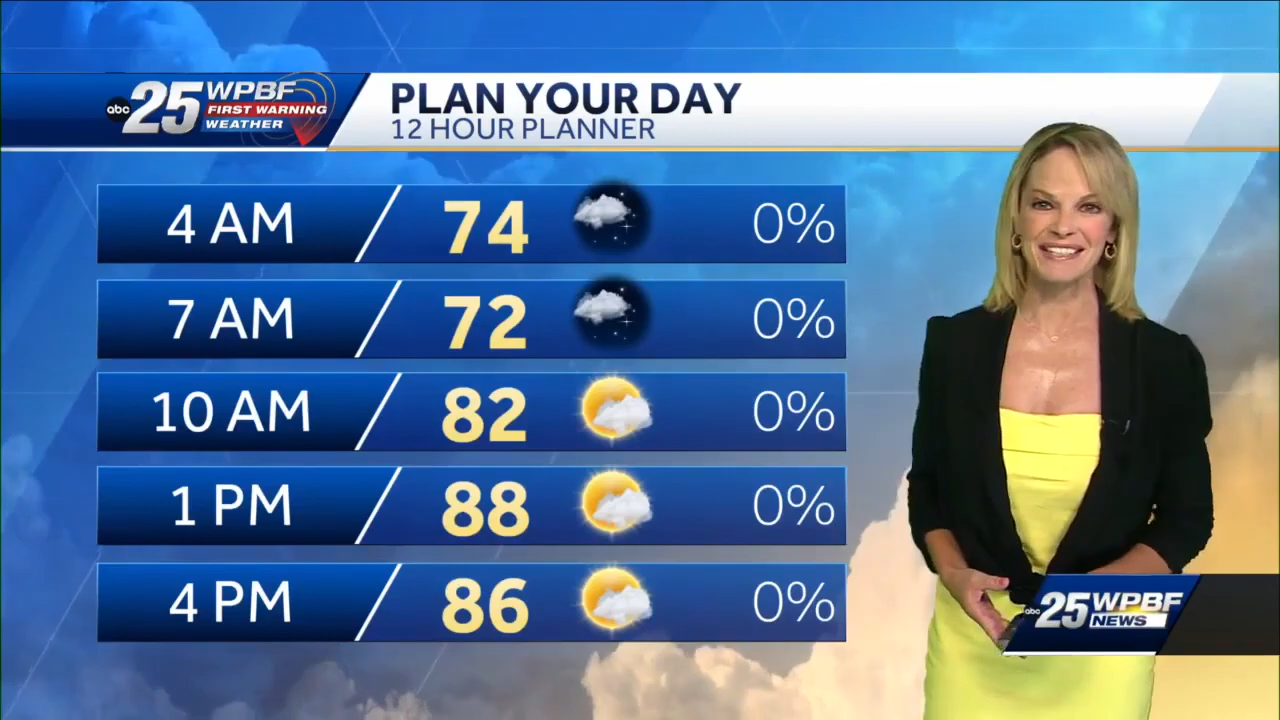 abc 25 WPBF
FIRST WARNING
WEATHER
PLAN YOUR DAY
12 HOUR PLANNER
4 AM 74 0%
7 AM 72 0%
10 AM 82 0%
1 PM 88 0%
4 PM 86 0%
abc 25 WPBF
NEWS